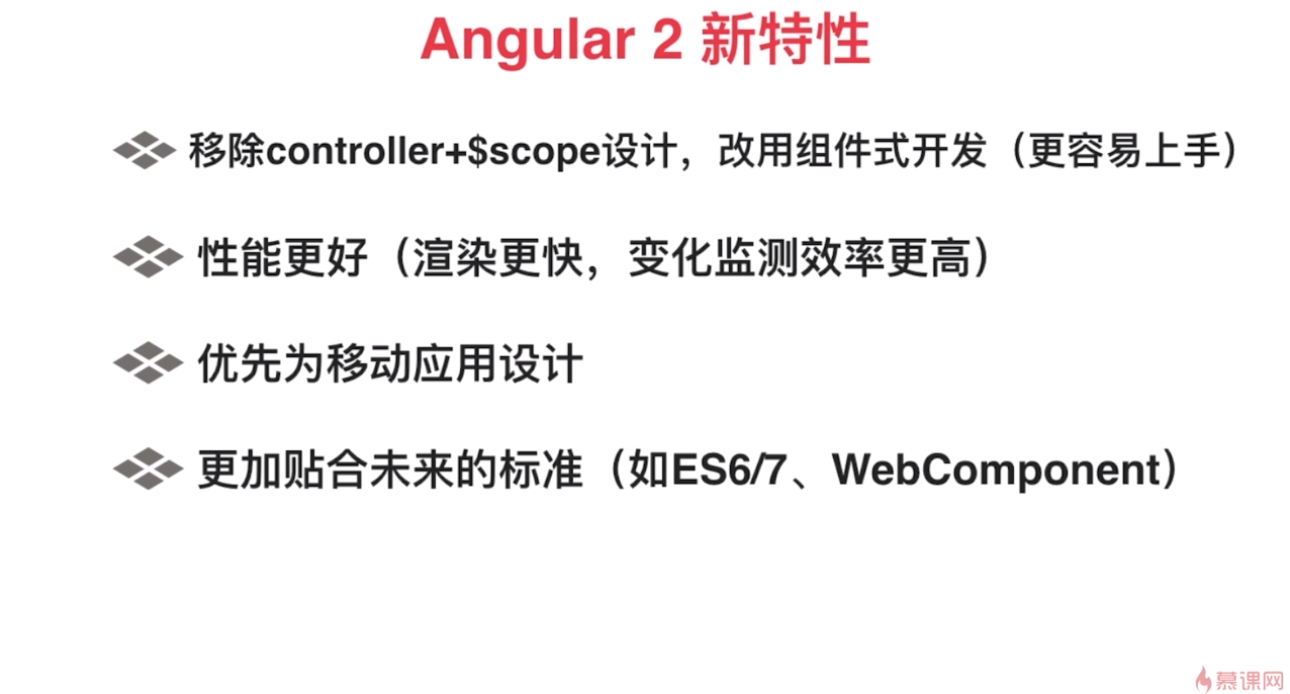 Angular 2 新特性
移除controller+$scope设计，改用组件式开发（更容易上手）
性能更好（渲染更快，变化监测效率更高）
优先为移动应用设计
更加贴合未来的标准（如ES6/7、WebComponent）
慕课网